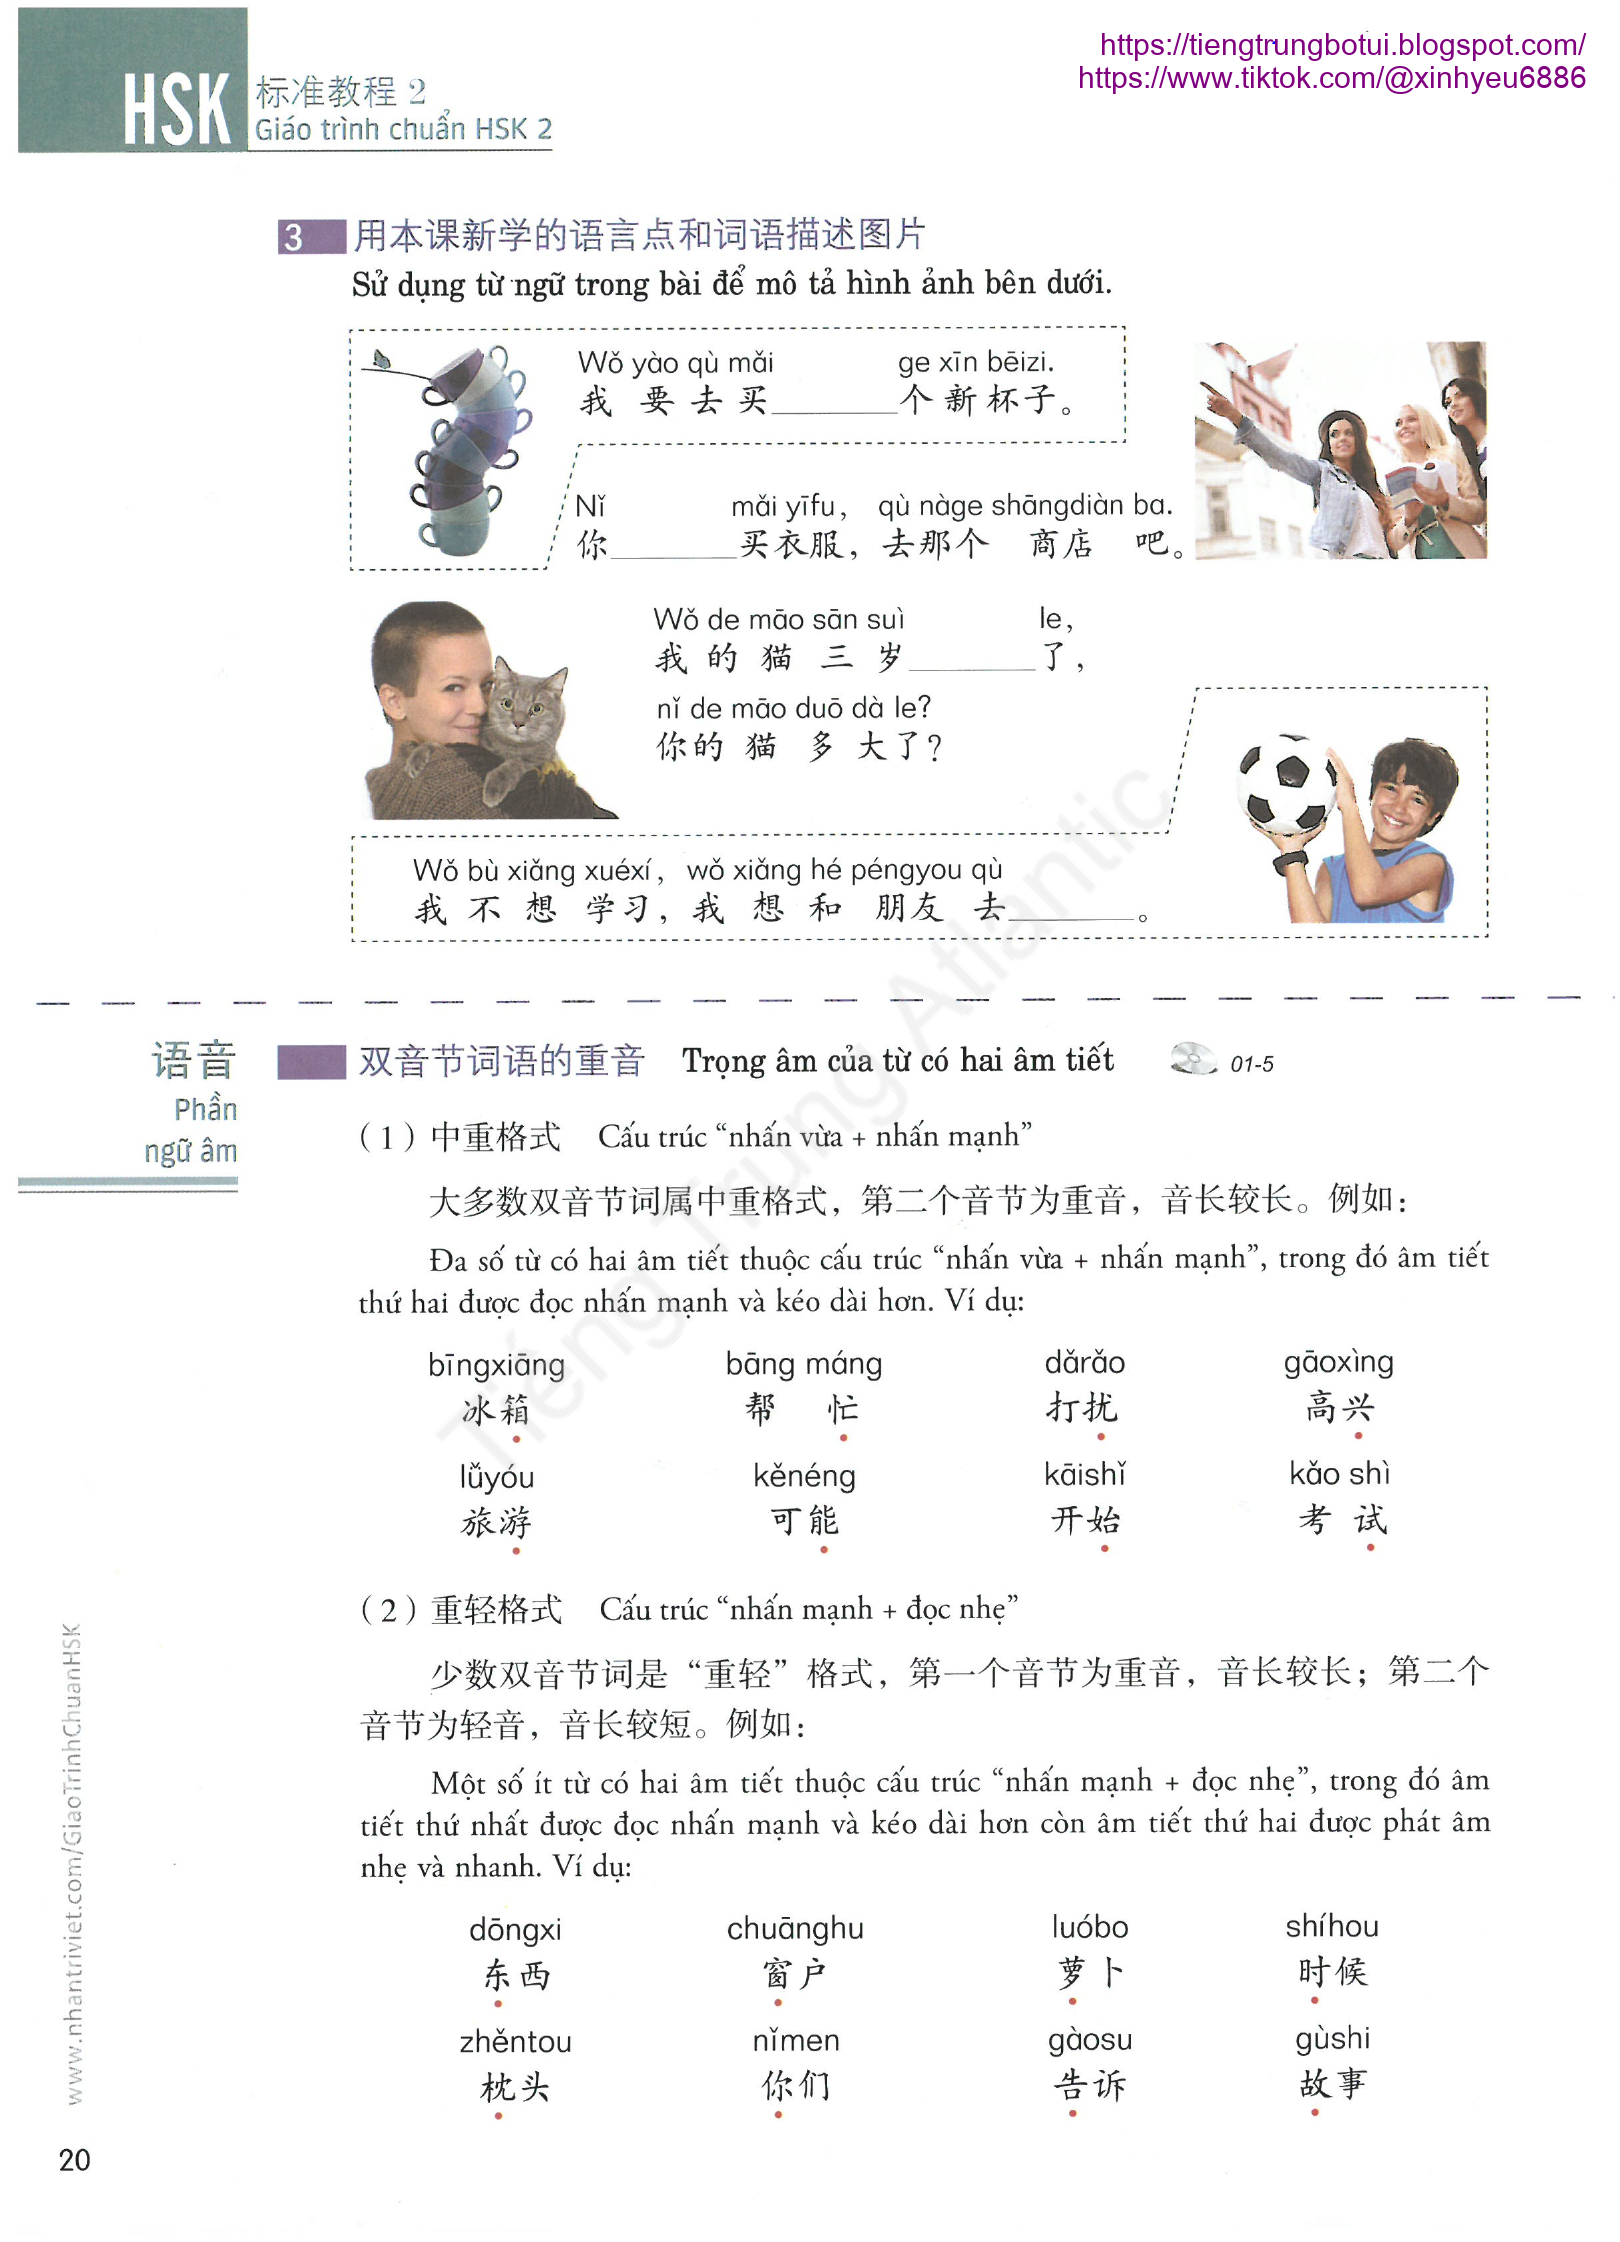 https://tiengtrungbotui.blogspot.com/
https://www.tiktok.com/@xinhyeu6886
HSK 标准教程 2
Giáo trình chuẩn HSK 2
3 用本课新学的语言点和词语描述图片
Sử dụng từ ngữ trong bài để mô tả hình ảnh bên dưới.
Wǒ yào qù mǎi ge xīn bēizi.
我 要 去 买________个 新 杯子。
Nǐ mǎi yīfu, qù nàge shāngdiàn ba.
你________买衣服，去那个 商店 吧。
Wǒ de māo sān suì le,
我 的 猫 三 岁________了，
nǐ de māo duō dà le?
你的 猫 多 大了？
Wǒ bù xiǎng xuéxí, wǒ xiǎng hé péngyou qù
我 不 想 学习，我 想 和 朋友 去________。
语音
Phần
ngữ âm
双音节词语的重音 Trọng âm của từ có hai âm tiết 01-5
（1）中重格式 Cấu trúc “nhấn vừa + nhấn mạnh”
大多数双音节词属中重格式，第二个音节为重音，音长较长。例如：
Đa số từ có hai âm tiết thuộc cấu trúc “nhấn vừa + nhấn mạnh”, trong đó âm tiết
thứ hai được đọc nhấn mạnh và kéo dài hơn. Ví dụ:
bīngxiāng bāng máng dǎrǎo gāoxìng
冰箱 帮 忙 打扰 高兴
lǚyóu kěnéng kāishǐ kǎo shì
旅游 可能 开始 考 试
（2）重轻格式 Cấu trúc “nhấn mạnh + đọc nhẹ”
少数双音节词是“重轻”格式，第一个音节为重音，音长较长；第二个
音节为轻音，音长较短。例如：
Một số ít từ có hai âm tiết thuộc cấu trúc “nhấn mạnh + đọc nhẹ”, trong đó âm
tiết thứ nhất được đọc nhấn mạnh và kéo dài hơn còn âm tiết thứ hai được phát âm
nhẹ và nhanh. Ví dụ:
dōngxi chuānghu luóbo shíhou
东西 窗户 萝卜 时候
zhěntou nǐmen gàosu gùshi
枕头 你们 告诉 故事
www.nhantriviet.com/GiaoTrinhChuanHSK
20
Tiếng Trung Atlantic